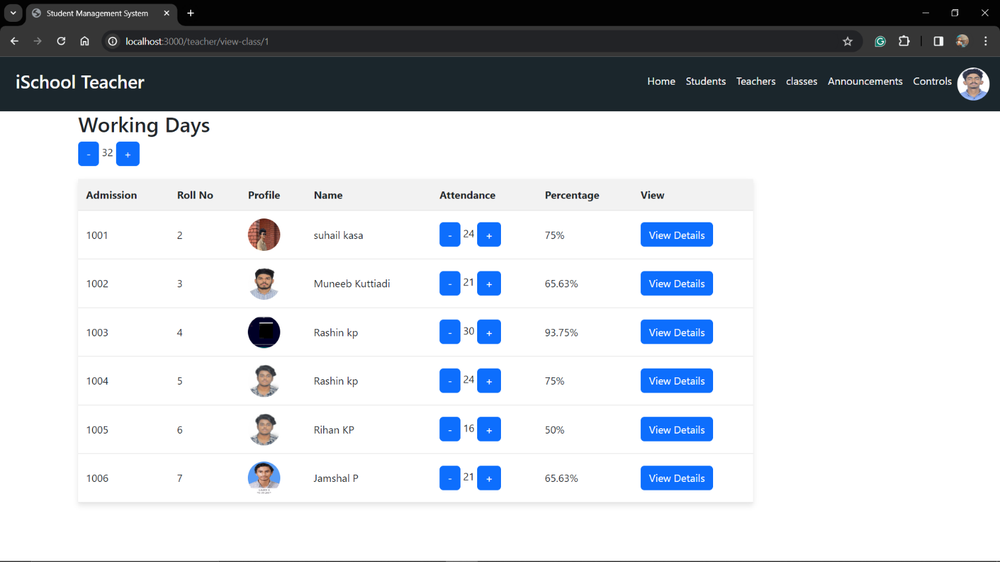 Student Management System
localhost:3000/teacher/view-class/1
iSchool Teacher
Home Students Teachers classes Announcements Controls
Working Days
- 32 +
Admission Roll No Profile Name Attendance Percentage View
1001 2 suhail kasa - 24 + 75% View Details
1002 3 Muneeb Kuttiadi - 21 + 65.63% View Details
1003 4 Rashin kp - 30 + 93.75% View Details
1004 5 Rashin kp - 24 + 75% View Details
1005 6 Rihan KP - 16 + 50% View Details
1006 7 Jamshal P - 21 + 65.63% View Details